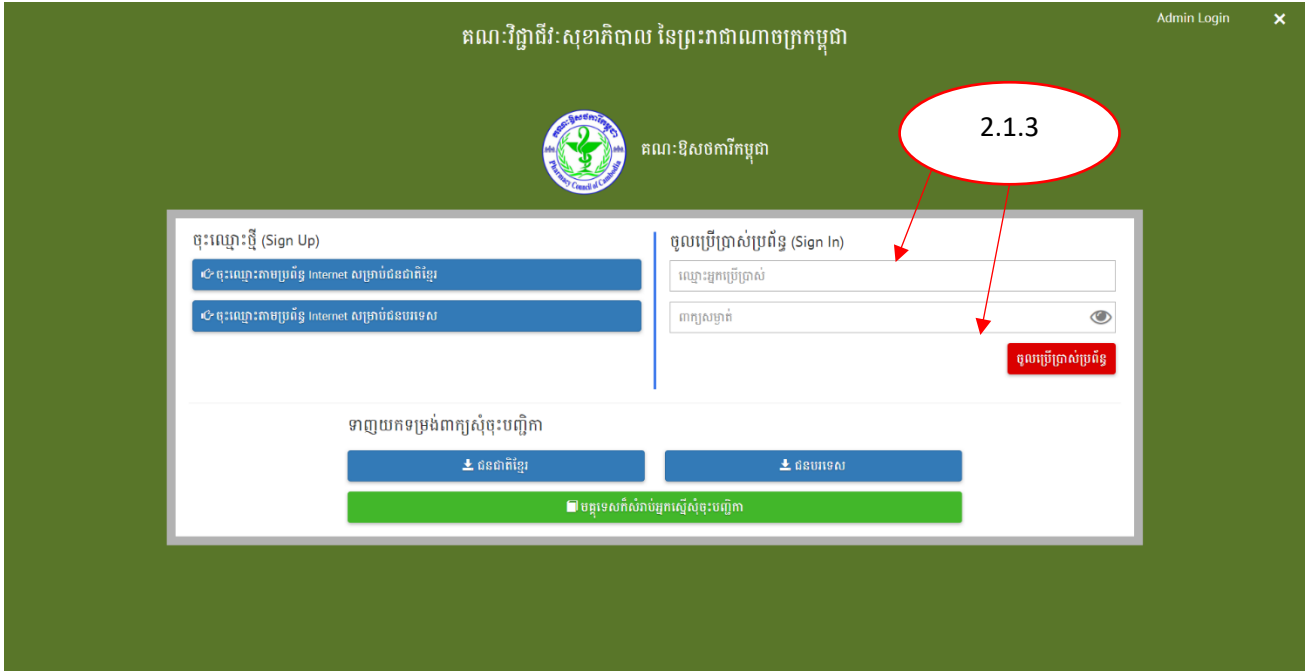 Admin Login ×
គណៈវិជ្ជាជីវៈសុខាភិបាល នៃព្រះរាជាណាចក្រកម្ពុជា
2.1.3
គណៈឱសថការីកម្ពុជា
Pharmacy Council of Cambodia
ចុះឈ្មោះថ្មី (Sign Up)
ចុះឈ្មោះតាមប្រព័ន្ធ Internet សម្រាប់ជនជាតិខ្មែរ
ចុះឈ្មោះតាមប្រព័ន្ធ Internet សម្រាប់ជនបរទេស
ចូលប្រើប្រាស់ប្រព័ន្ធ (Sign In)
ឈ្មោះអ្នកប្រើប្រាស់
ពាក្យសម្ងាត់
ចូលប្រើប្រាស់ប្រព័ន្ធ
ទាញយកទម្រង់ពាក្យសុំចុះបញ្ជិកា
ជនជាតិខ្មែរ
ជនបរទេស
មគ្គុទេសក៏សំរាប់អ្នកស្នើសុំចុះបញ្ជិកា